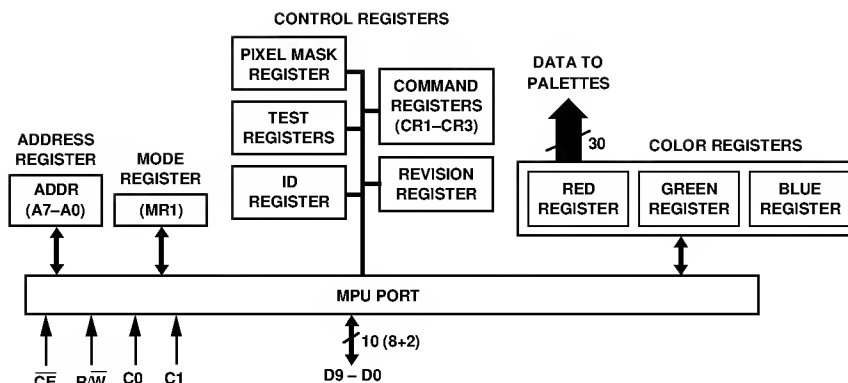 CONTROL REGISTERS
PIXEL MASK
REGISTER
COMMAND
REGISTERS
(CR1–CR3)
TEST
REGISTERS
ID
REGISTER
REVISION
REGISTER
DATA TO
PALETTES
30
COLOR REGISTERS
RED
REGISTER
GREEN
REGISTER
BLUE
REGISTER
ADDRESS
REGISTER
ADDR
(A7–A0)
MODE
REGISTER
(MR1)
MPU PORT
10 (8+2)
CE R/W C0 C1 D9 – D0